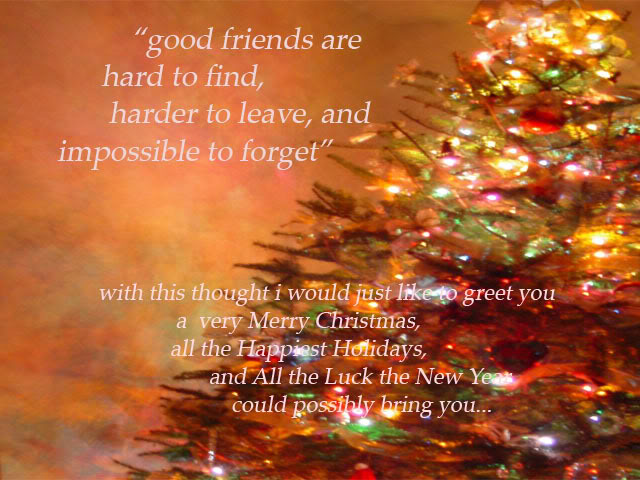 “good friends are
hard to find,
harder to leave, and
impossible to forget”
with this thought i would just like to greet you
a very Merry Christmas,
all the Happiest Holidays,
and All the Luck the New Year
could possibly bring you...